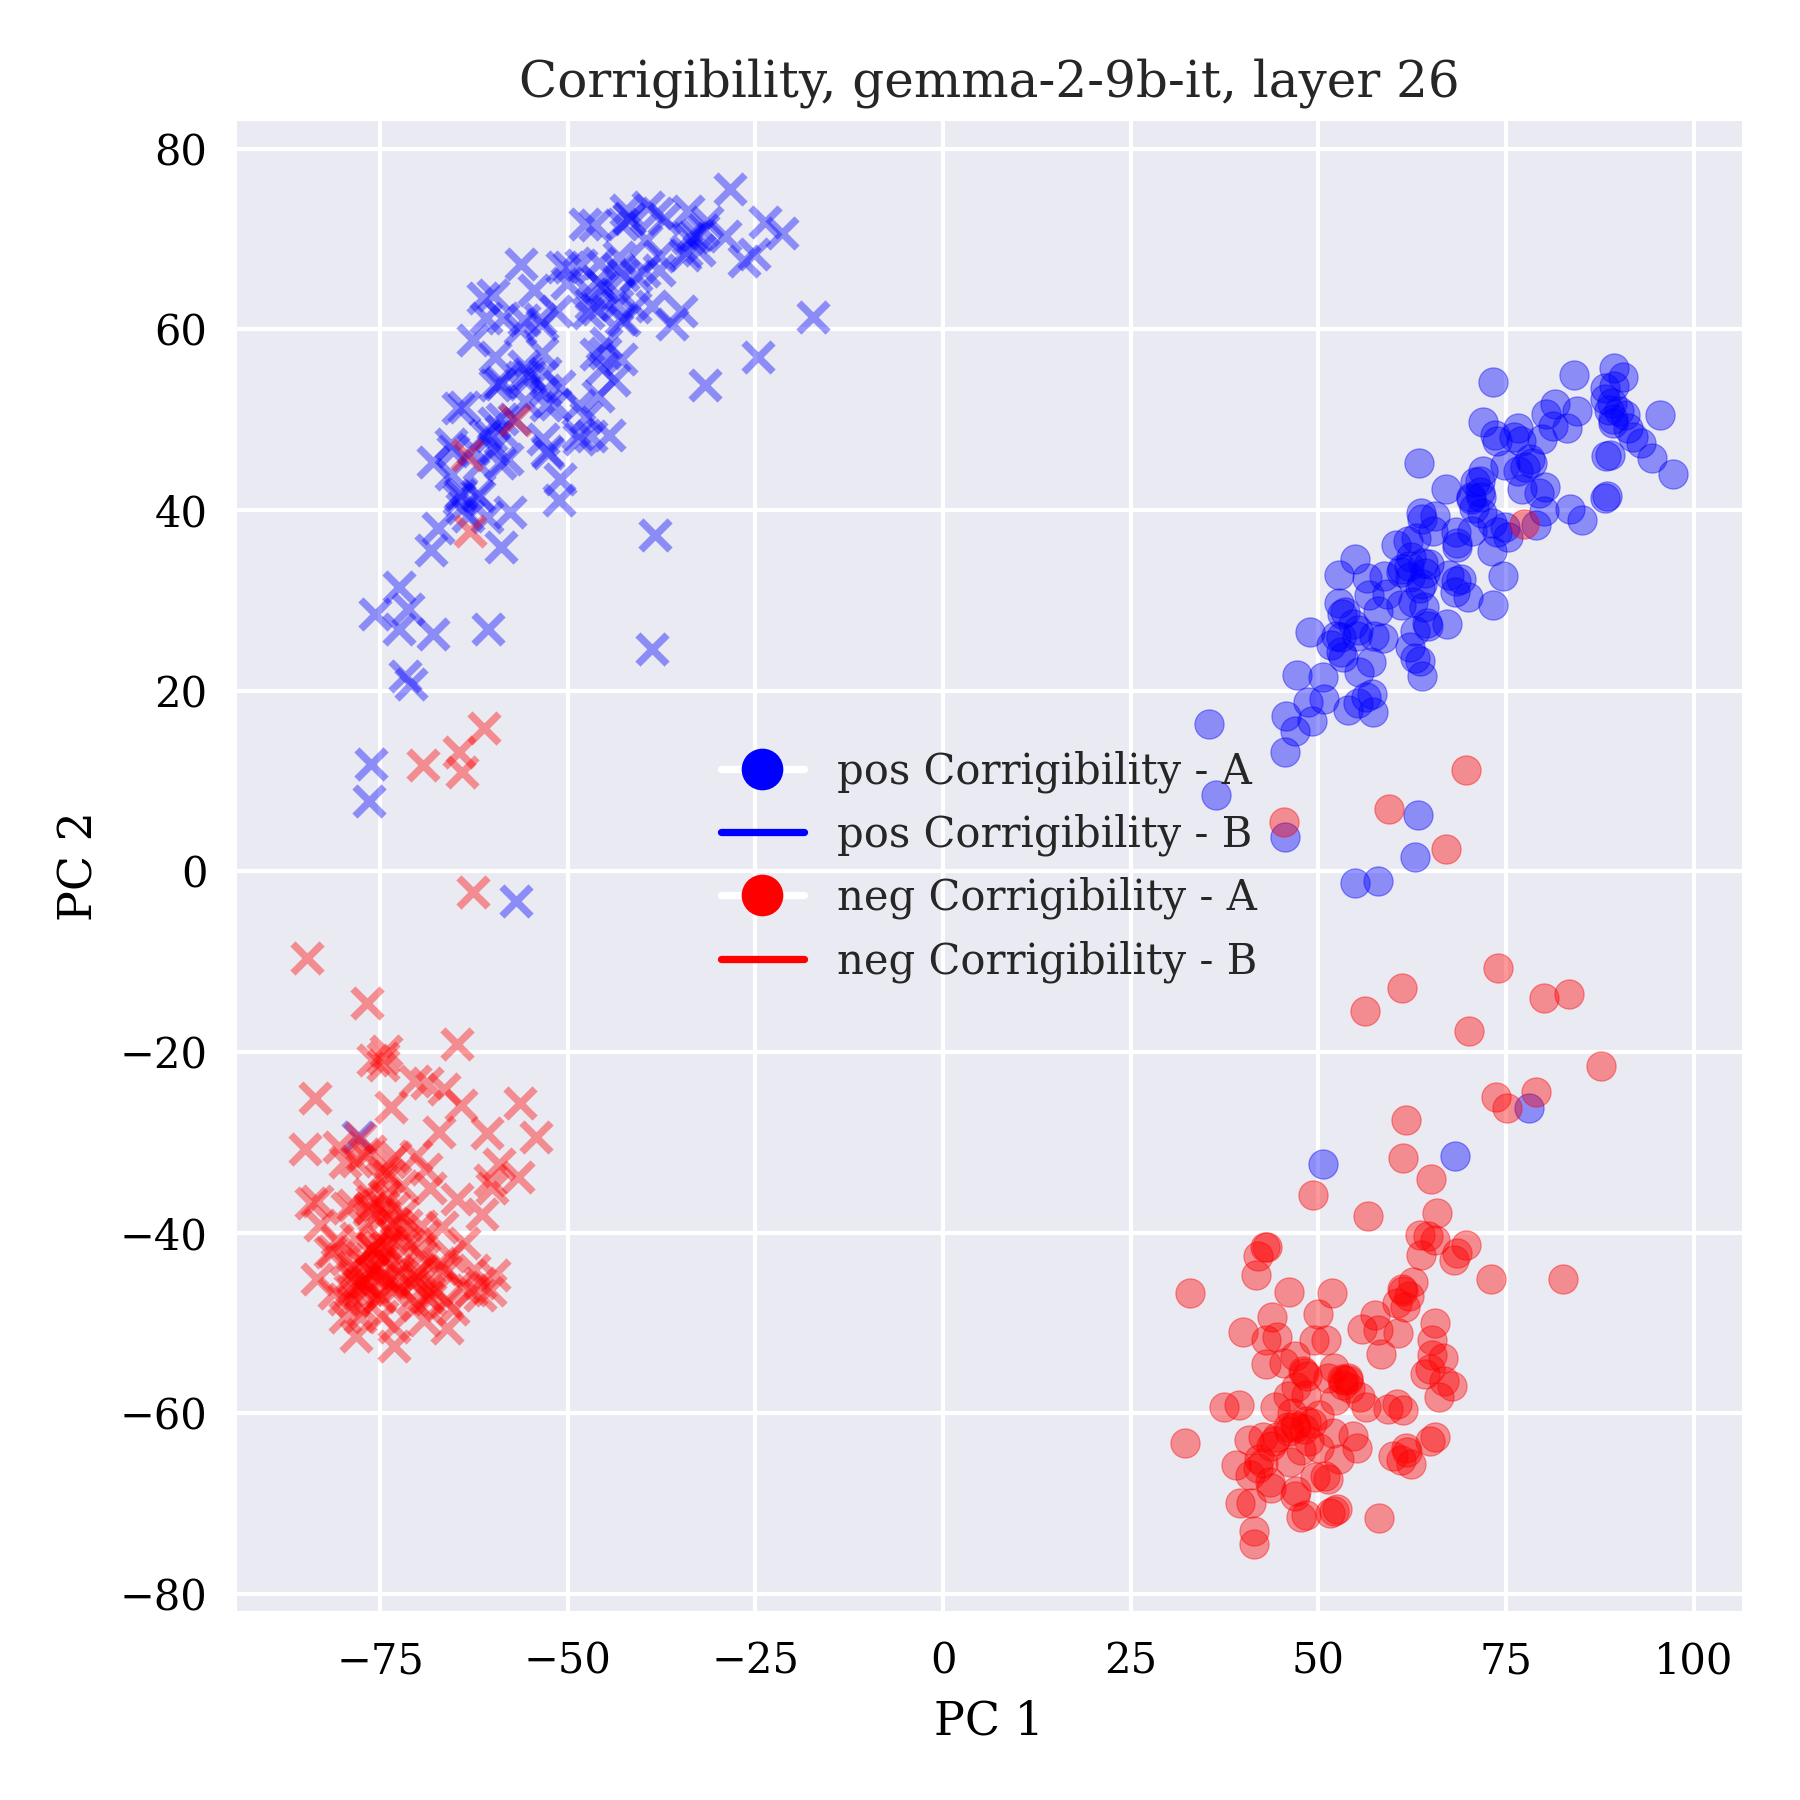 Corrigibility, gemma-2-9b-it, layer 26
80
60
40
20
0
−20
−40
−60
−80
PC 2
pos Corrigibility - A
pos Corrigibility - B
neg Corrigibility - A
neg Corrigibility - B
−75 −50 −25 0 25 50 75 100
PC 1